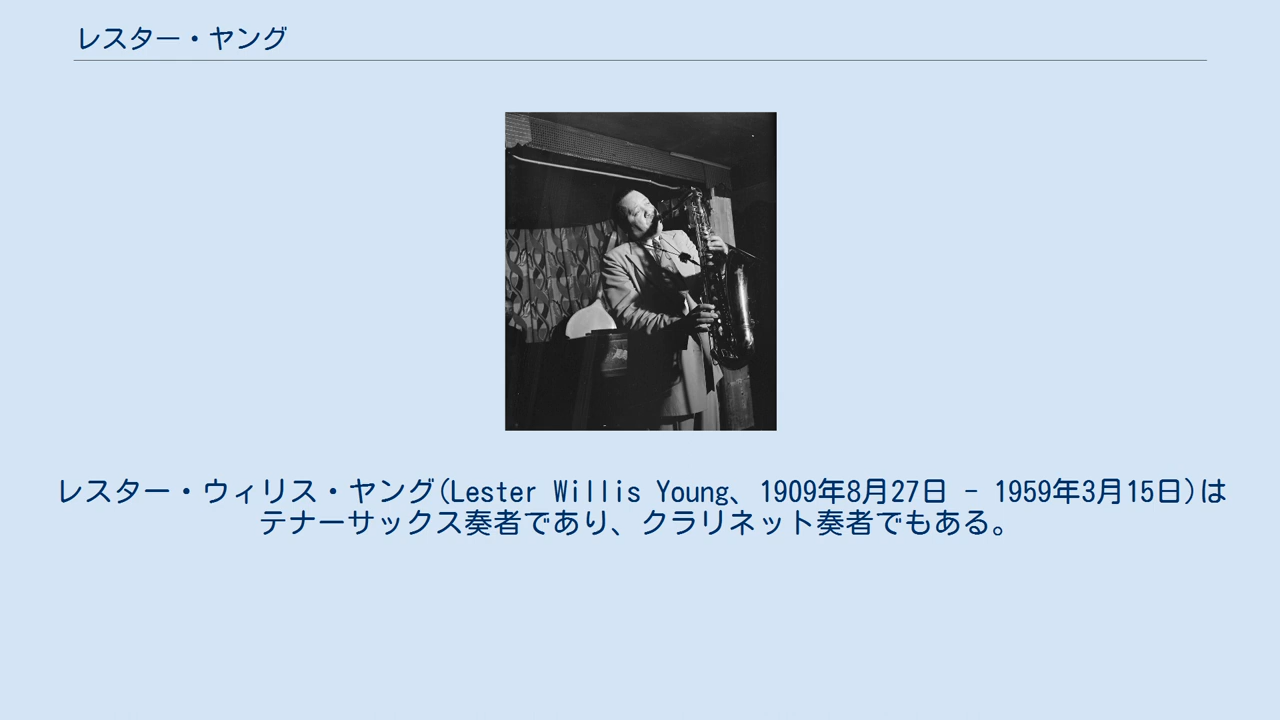 レスター・ヤング
レスター・ウィリス・ヤング(Lester Willis Young、1909年8月27日 - 1959年3月15日)は
テナーサックス奏者であり、クラリネット奏者でもある。